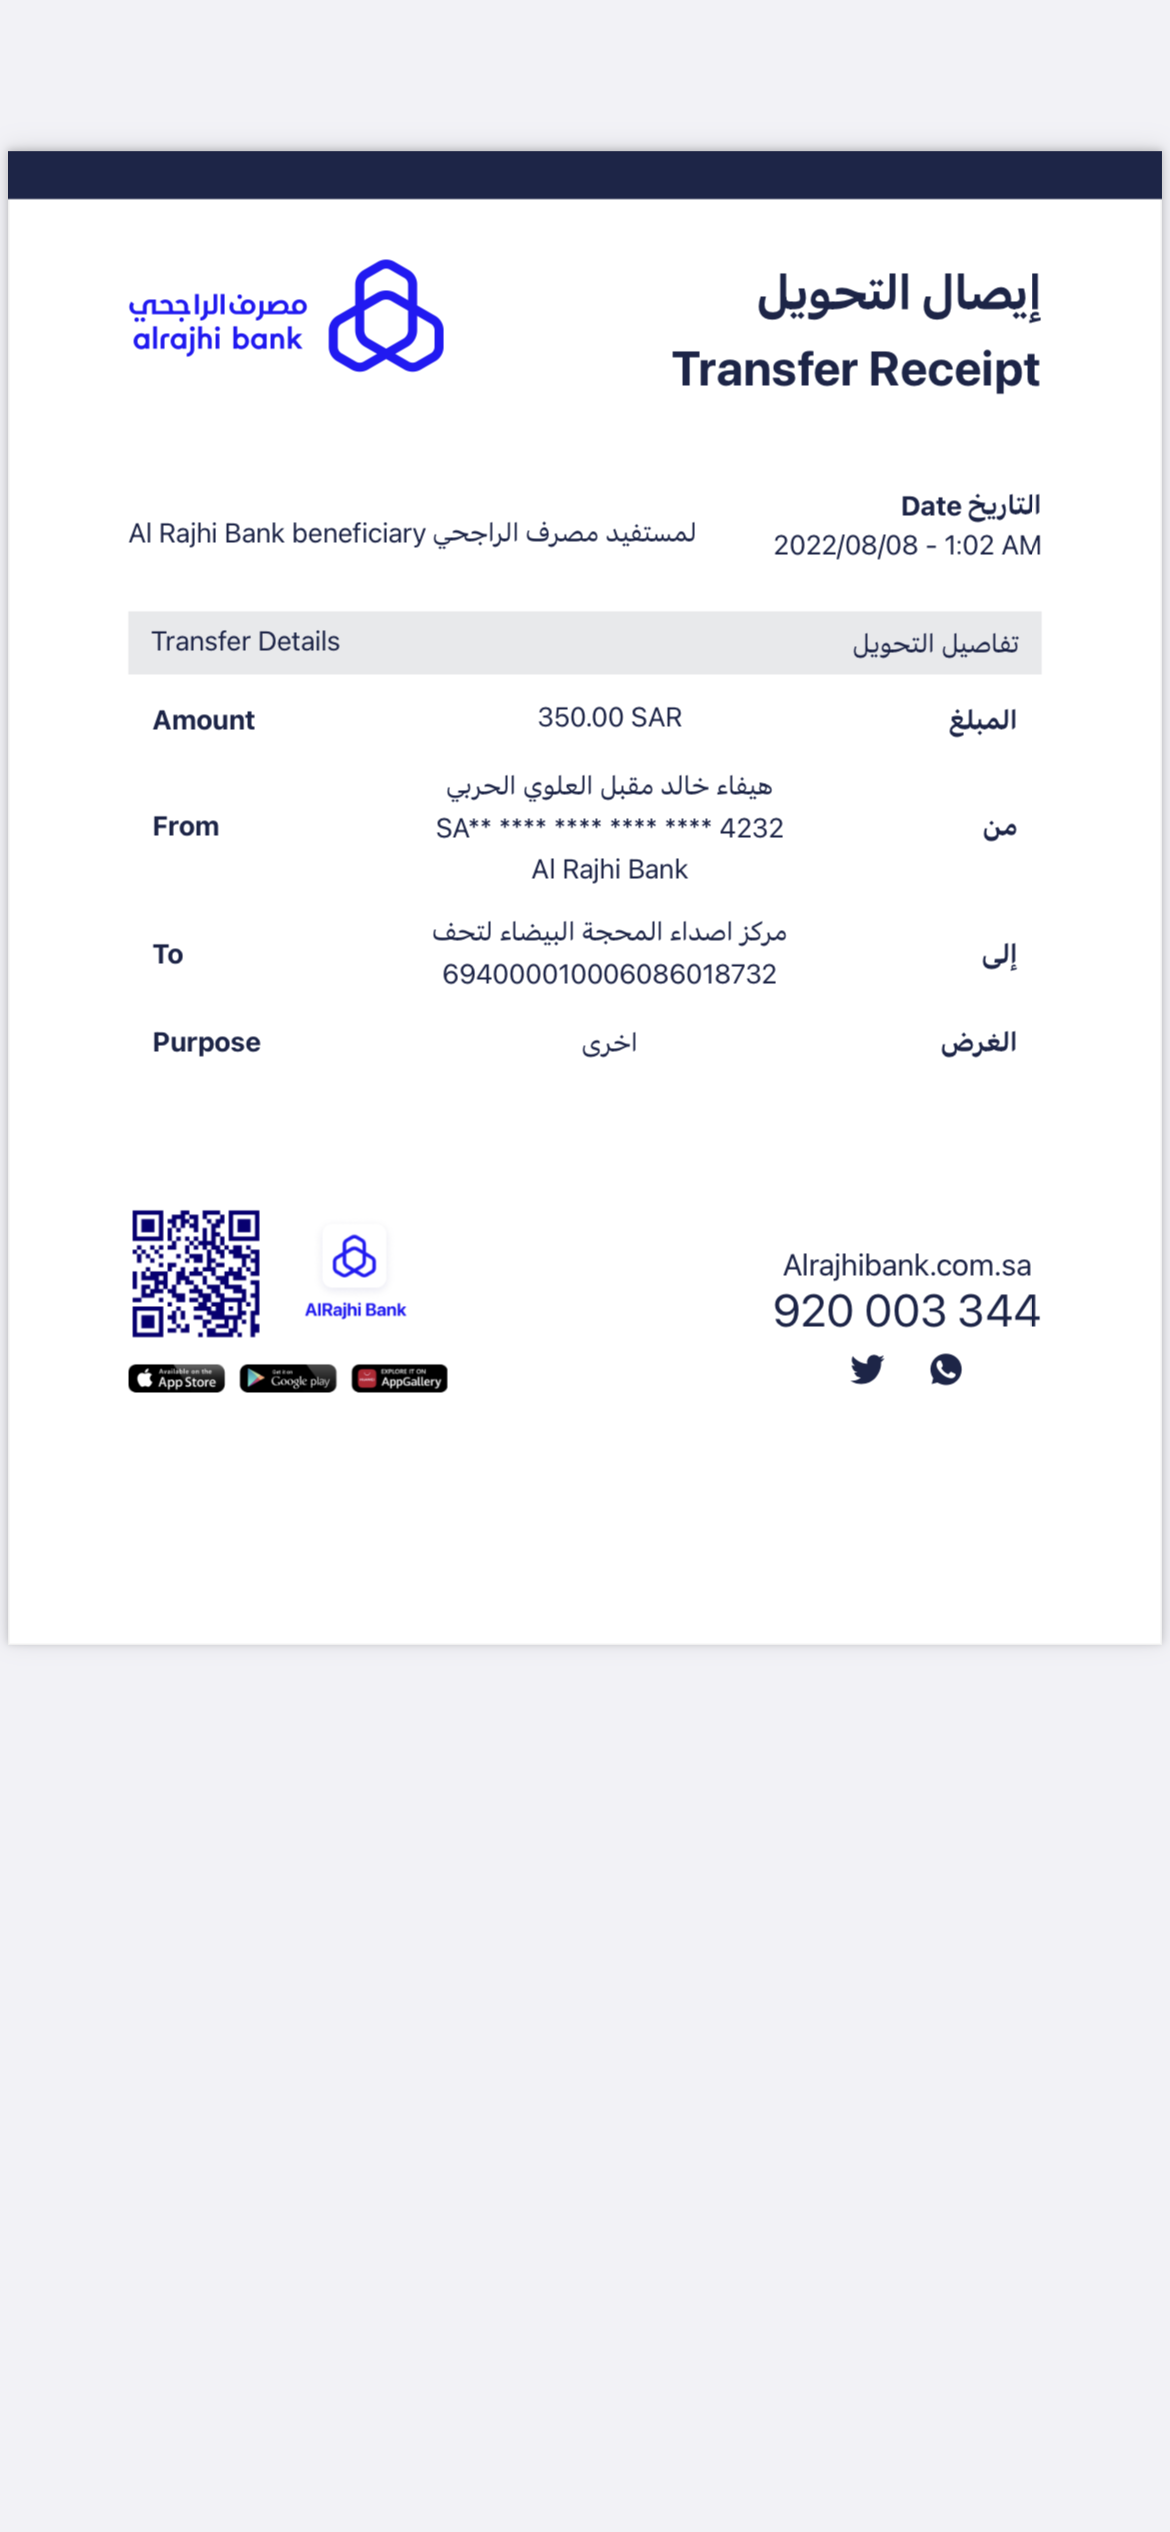 إيصال التحويل
Transfer Receipt
مصرف الراجحي
alrajhi bank
التاريخ Date
2022/08/08 - 1:02 AM
Al Rajhi Bank beneficiary لمستفيد مصرف الراجحي
Transfer Details تفاصيل التحويل
Amount 350.00 SAR المبلغ
هيفاء خالد مقبل العلوي الحربي
From SA** **** **** **** **** 4232 من
Al Rajhi Bank
مركز اصداء المحجة البيضاء لتحف
To إلى
694000010006086018732
Purpose اخرى الغرض
AlRajhi Bank
Available on the App Store
Get it on Google play
EXPLORE IT ON AppGallery
Alrajhibank.com.sa
920 003 344